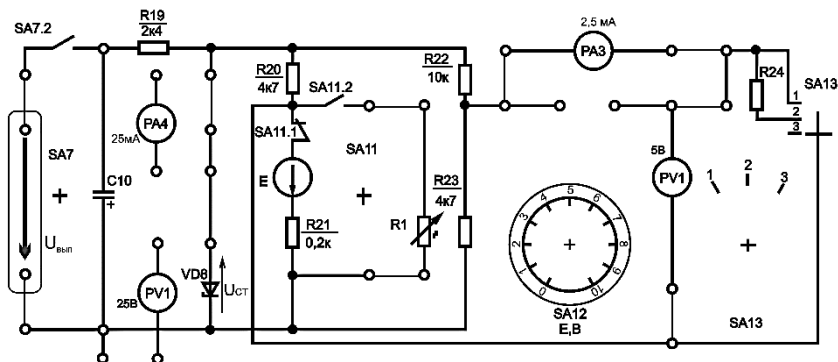 SA7.2
R19
2к4
R20
4к7
R22
10к
2,5 мА
PA3
R24
SA13
1
2
3
SA11.2
SA11.1
PA4
25мА
SA7
SA11
5В
PV1
1
2
3
C10
+
E
R23
4к7
R21
0,2к
R1
Uвып
PV1
25В
VD8
UСТ
0
1
2
3
4
5
6
7
8
9
10
SA12
E,В
SA13